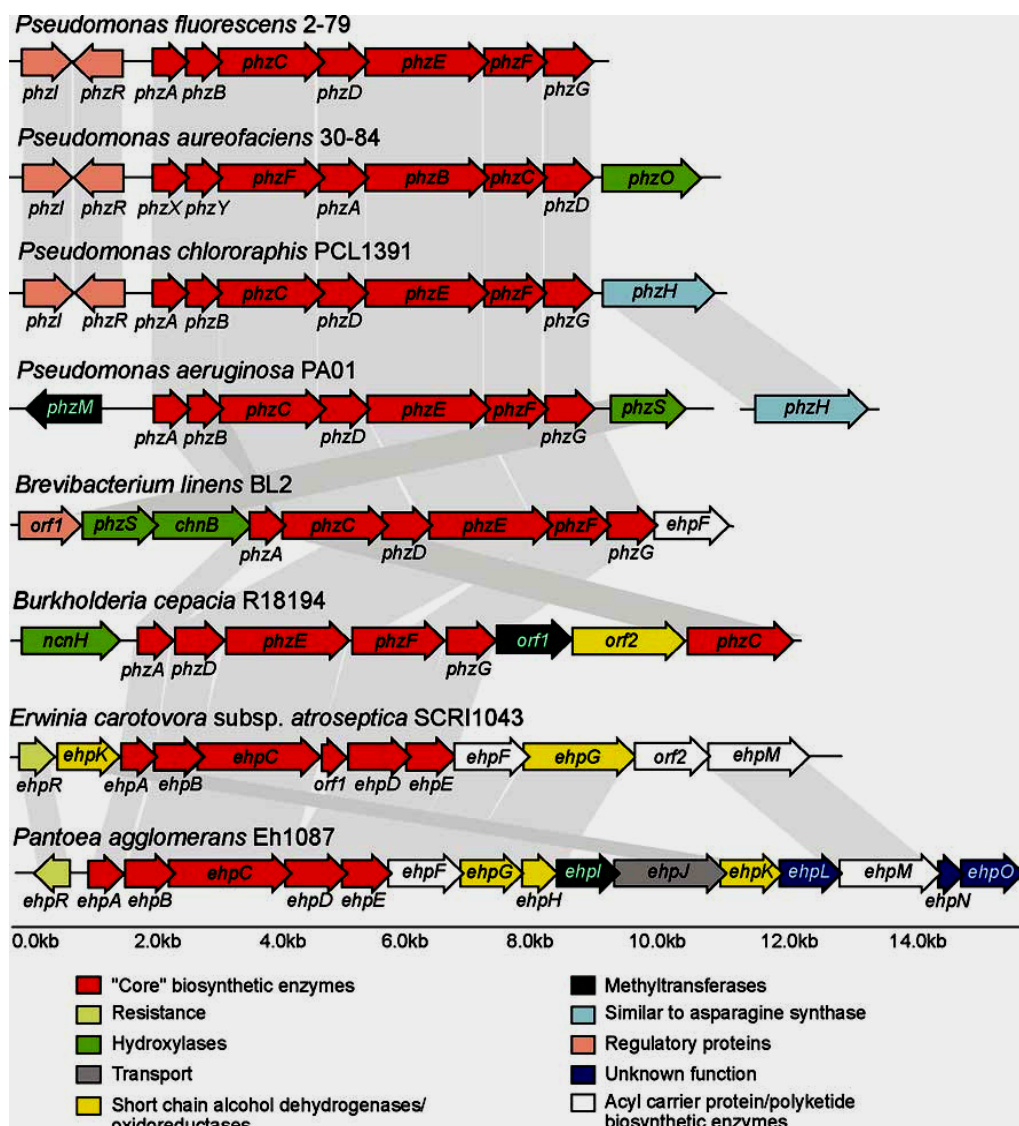 Pseudomonas fluorescens 2-79
phzC phzE phzF
phzI phzR phzA phzB phzD phzG
Pseudomonas aureofaciens 30-84
phzF phzB phzC phzO
phzI phzR phzX phzY phzA phzD
Pseudomonas chlororaphis PCL1391
phzC phzE phzF phzH
phzI phzR phzA phzB phzD phzG
Pseudomonas aeruginosa PA01
phzM phzC phzE phzF phzS phzH
phzA phzB phzD phzG
Brevibacterium linens BL2
orf1 phzS chnB phzC phzE phzF ehpF
phzA phzD phzG
Burkholderia cepacia R18194
ncnH phzE phzF orf1 orf2 phzC
phzA phzD phzG
Erwinia carotovora subsp. atroseptica SCRI1043
ehpK ehpC ehpF ehpG orf2 ehpM
ehpR ehpA ehpB orf1 ehpD ehpE
Pantoea agglomerans Eh1087
ehpC ehpF ehpG ehpI ehpJ ehpK ehpL ehpM ehpO
ehpR ehpA ehpB ehpD ehpE ehpH ehpN
0.0kb 2.0kb 4.0kb 6.0kb 8.0kb 10.0kb 12.0kb 14.0kb
"Core" biosynthetic enzymes
Resistance
Hydroxylases
Transport
Short chain alcohol dehydrogenases/
oxidoreductases
Methyltransferases
Similar to asparagine synthase
Regulatory proteins
Unknown function
Acyl carrier protein/polyketide
biosynthetic enzymes